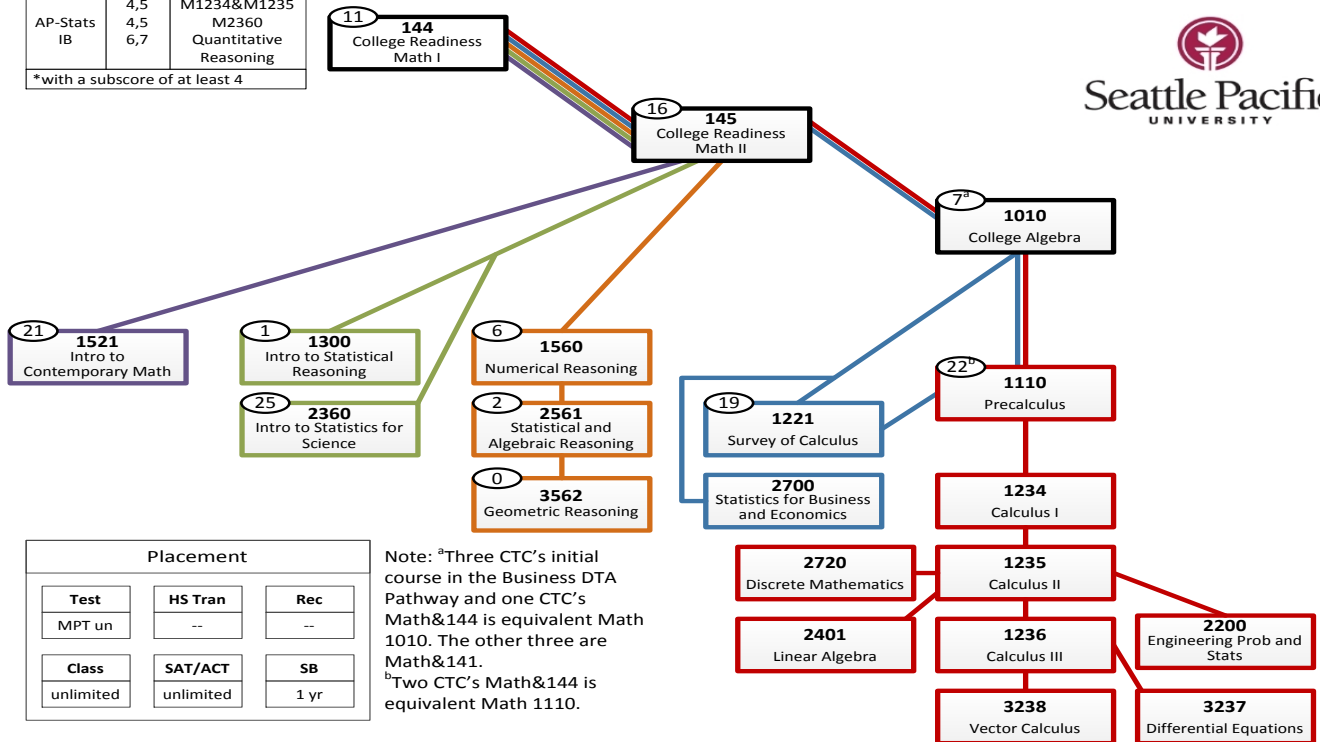 4,5 M1234&M1235
AP-Stats 4,5 M2360
IB 6,7 Quantitative
Reasoning
*with a subscore of at least 4
11
144
College Readiness
Math I
Seattle Pacific
UNIVERSITY
16
145
College Readiness
Math II
7a
1010
College Algebra
21
1521
Intro to
Contemporary Math
1
1300
Intro to Statistical
Reasoning
6
1560
Numerical Reasoning
22b
1110
Precalculus
25
2360
Intro to Statistics for
Science
2
2561
Statistical and
Algebraic Reasoning
19
1221
Survey of Calculus
0
3562
Geometric Reasoning
2700
Statistics for Business
and Economics
1234
Calculus I
2720
Discrete Mathematics
1235
Calculus II
2401
Linear Algebra
1236
Calculus III
2200
Engineering Prob and
Stats
3238
Vector Calculus
3237
Differential Equations
Placement
Test HS Tran Rec
MPT un -- --
Class SAT/ACT SB
unlimited unlimited 1 yr
Note: aThree CTC's initial
course in the Business DTA
Pathway and one CTC's
Math&144 is equivalent Math
1010. The other three are
Math&141.
bTwo CTC's Math&144 is
equivalent Math 1110.